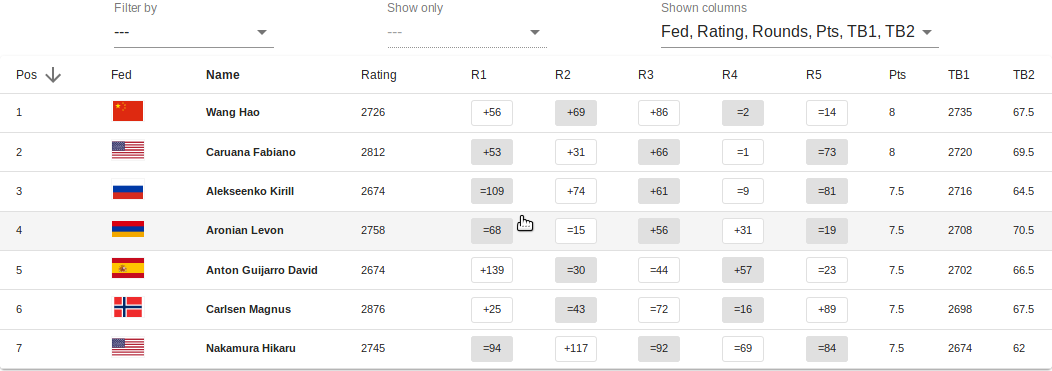 Filter by Show only Shown columns
--- --- Fed, Rating, Rounds, Pts, TB1, TB2
Pos Fed Name Rating R1 R2 R3 R4 R5 Pts TB1 TB2
1 Wang Hao 2726 +56 +69 +86 =2 =14 8 2735 67.5
2 Caruana Fabiano 2812 +53 +31 +66 =1 =73 8 2720 69.5
3 Alekseenko Kirill 2674 =109 +74 +61 =9 =81 7.5 2716 64.5
4 Aronian Levon 2758 =68 =15 +56 +31 =19 7.5 2708 70.5
5 Anton Guijarro David 2674 +139 =30 =44 +57 =23 7.5 2702 66.5
6 Carlsen Magnus 2876 +25 =43 =72 =16 +89 7.5 2698 67.5
7 Nakamura Hikaru 2745 =94 +117 =92 =69 =84 7.5 2674 62